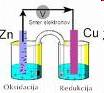 Smer elektronov
Zn
Cu
Oksidacija
Redukcija